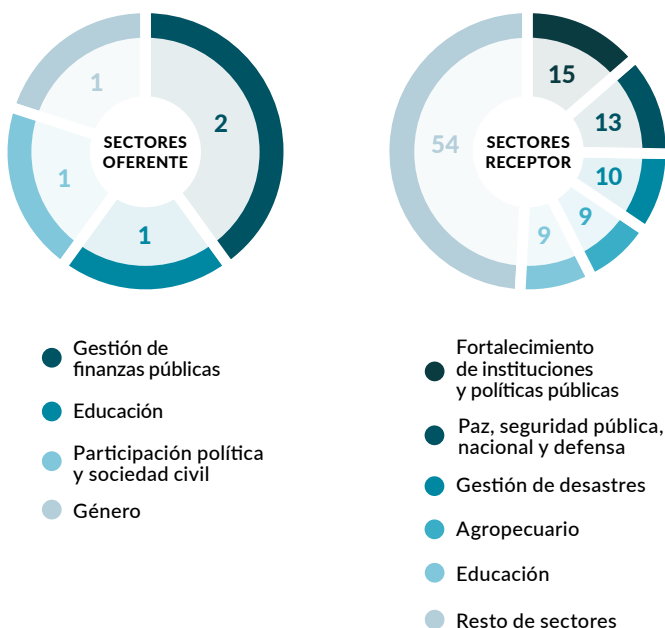 1
2
SECTORES
OFERENTE
1
1
Gestión de
finanzas públicas
Educación
Participación política
y sociedad civil
Género
15
13
54
SECTORES
RECEPTOR
10
9
9
Fortalecimiento
de instituciones
y políticas públicas
Paz, seguridad pública,
nacional y defensa
Gestión de desastres
Agropecuario
Educación
Resto de sectores